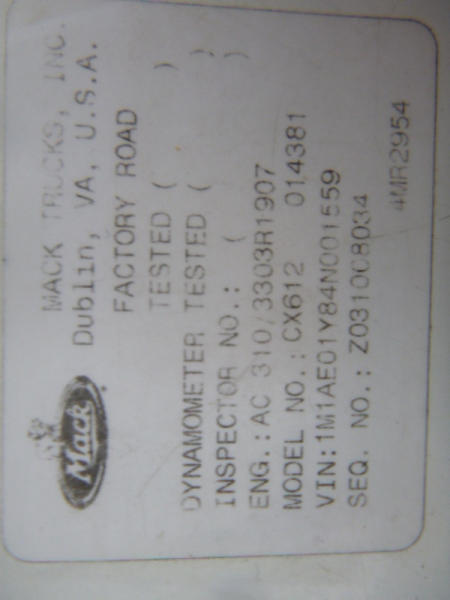 MACK TRUCKS, INC.
Dublin, VA, U.S.A.
FACTORY ROAD
TESTED ( )
DYNAMOMETER TESTED ( )
INSPECTOR NO.: ( )
ENG.: AC 310/3303R1907
MODEL NO.: CX612 014381
VIN:1M1AE01Y84N001559
SEQ. NO.: Z031008034
4MR2954
Mack